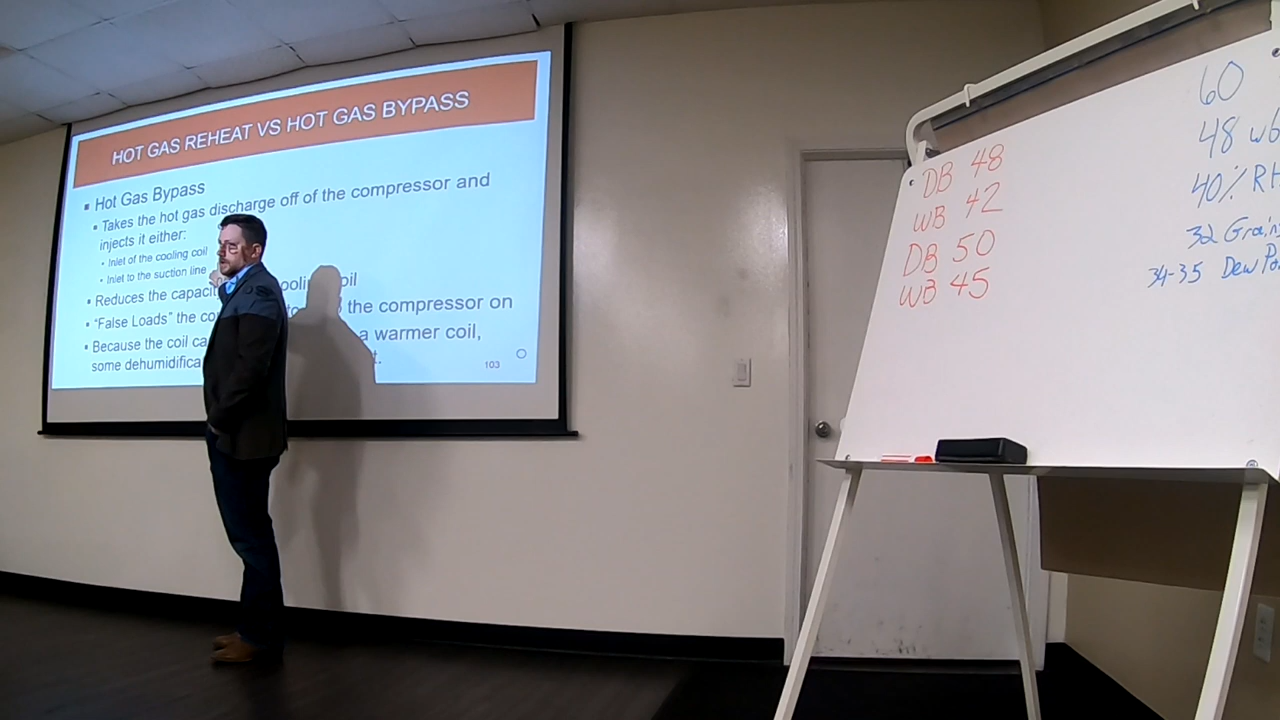 HOT GAS REHEAT VS HOT GAS BYPASS
▪ Hot Gas Bypass
▪ Takes the hot gas discharge off of the compressor and
injects it either:
▪ Inlet of the cooling coil
▪ Inlet to the suction line
▪ Reduces the capacit
▪ "False Loads" the co the compressor on
▪ Because the coil ca a warmer coil,
some dehumidifica t.
103
DB 48
WB 42
DB 50
WB 45
60
48 wb
40% RH
32 Grains
34-35 Dew Po